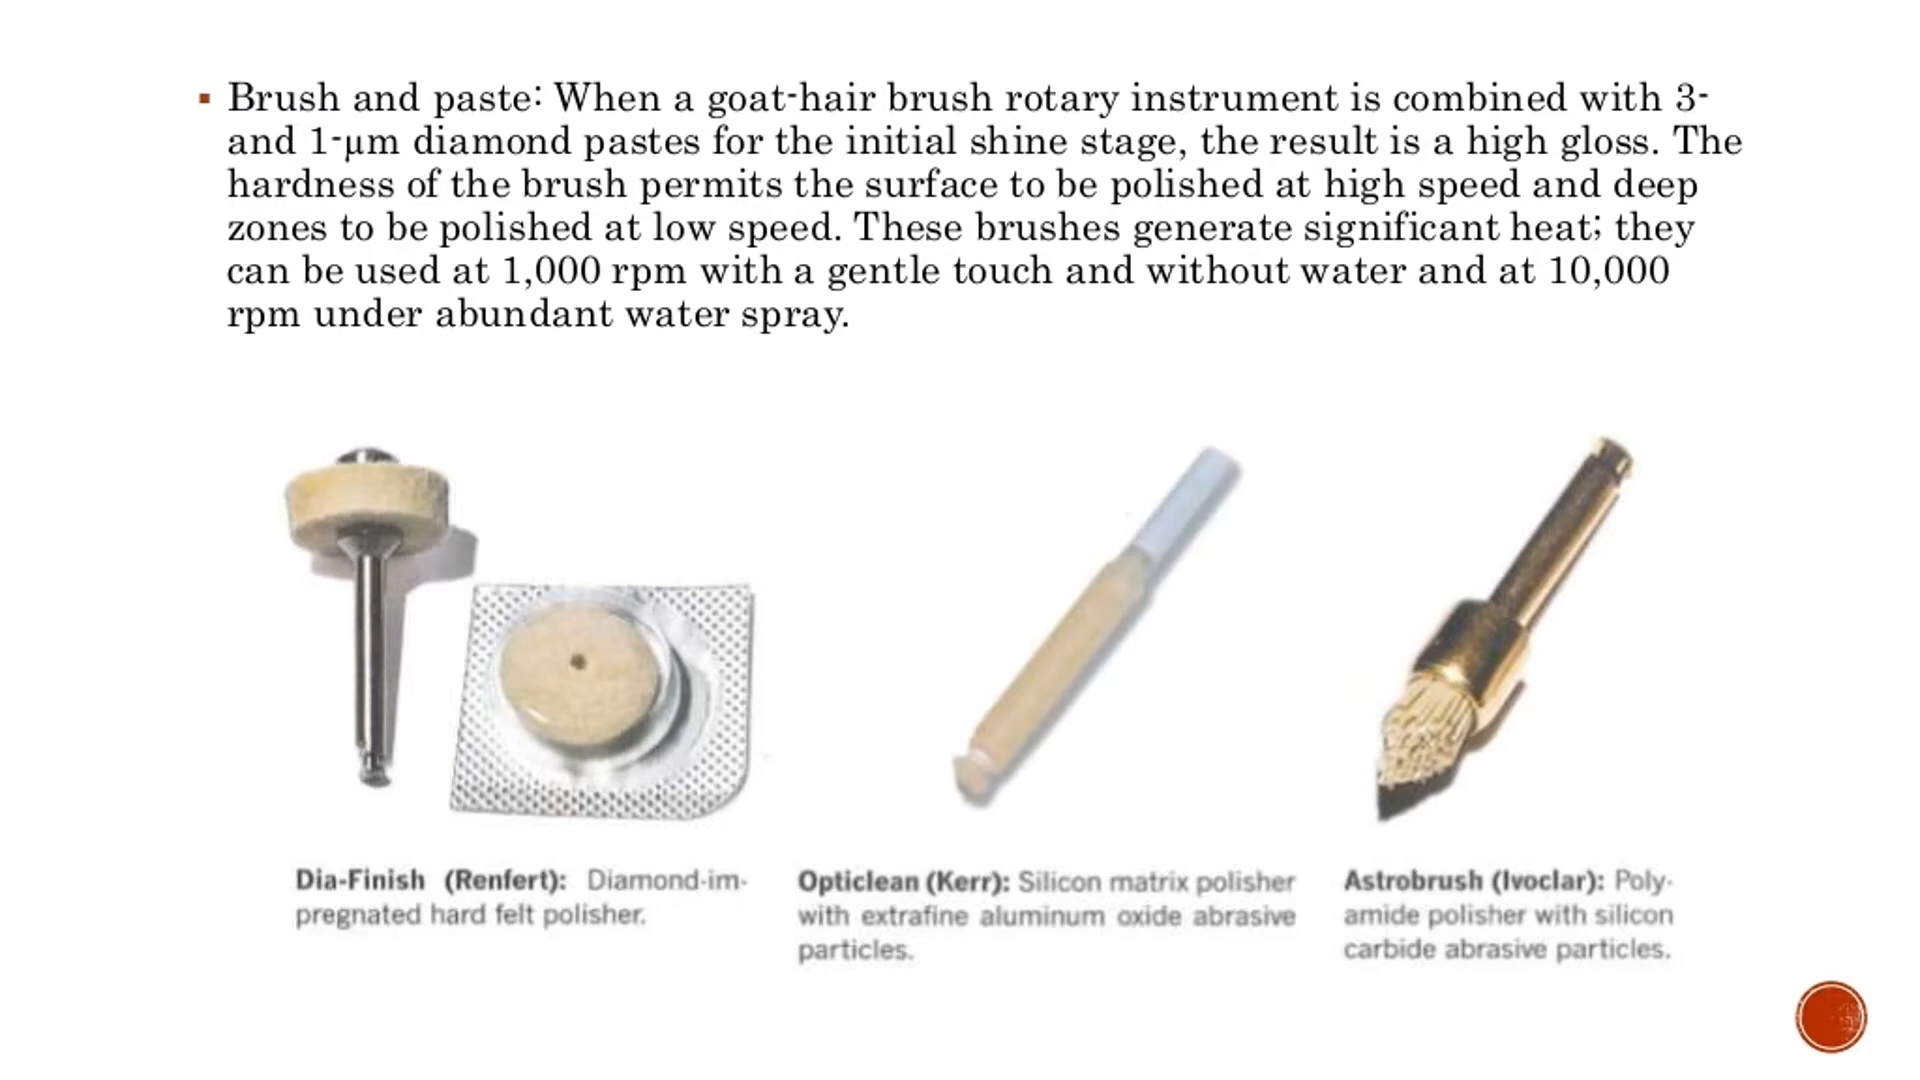 Brush and paste: When a goat-hair brush rotary instrument is combined with 3-
and 1-µm diamond pastes for the initial shine stage, the result is a high gloss. The
hardness of the brush permits the surface to be polished at high speed and deep
zones to be polished at low speed. These brushes generate significant heat; they
can be used at 1,000 rpm with a gentle touch and without water and at 10,000
rpm under abundant water spray.
Dia-Finish (Renfert): Diamond-im-
pregnated hard felt polisher.
Opticlean (Kerr): Silicon matrix polisher
with extrafine aluminum oxide abrasive
particles.
Astrobrush (Ivoclar): Poly-
amide polisher with silicon
carbide abrasive particles.